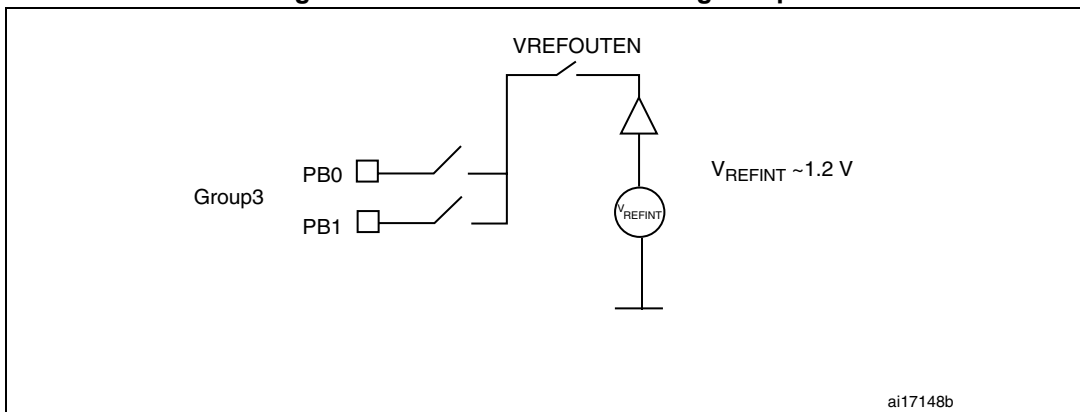 VREFOUTEN
PB0
VREFINT ~1.2 V
Group3
VREFINT
PB1
ai17148b